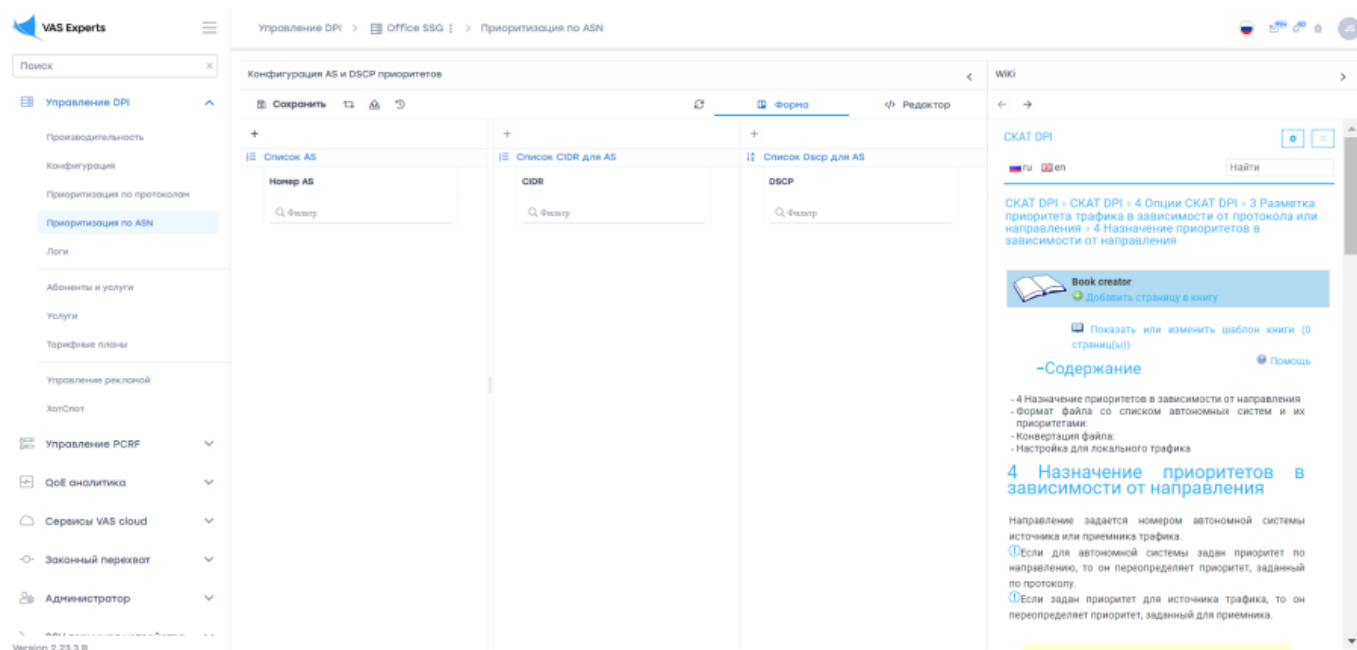 VAS Experts
Управление DPI > Office SSG > Приоритизация по ASN
99+
JS
Поиск
Управление DPI
Производительность
Конфигурация
Приоритизация по протоколам
Приоритизация по ASN
Логи
Абоненты и услуги
Услуги
Тарифные планы
Управление рекламой
ХотСпот
Управление PCRF
QoE аналитика
Сервисы VAS cloud
Законный перехват
Администратор
Version 2.23.3 B
Конфигурация AS и DSCP приоритетов
Сохранить
Форма
</> Редактор
Список AS
Номер AS
Фильтр
Список CIDR для AS
CIDR
Фильтр
Список Dscp для AS
DSCP
Фильтр
WiKi
СКАТ DPI
ru en
Найти
СКАТ DPI » СКАТ DPI » 4 Опции СКАТ DPI » 3 Разметка
приоритета трафика в зависимости от протокола или
направления » 4 Назначение приоритетов в
зависимости от направления
Book creator
Добавить страницу в книгу
Показать или изменить шаблон книги (0
страниц(ы))
Помощь
−Содержание
- 4 Назначение приоритетов в зависимости от направления
- Формат файла со списком автономных систем и их
приоритетами:
- Конвертация файла:
- Настройка для локального трафика
4 Назначение приоритетов в
зависимости от направления
Направление задается номером автономной системы
источника или приемника трафика.
Если для автономной системы задан приоритет по
направлению, то он переопределяет приоритет, заданный
по протоколу.
Если задан приоритет для источника трафика, то он
переопределяет приоритет, заданный для приемника.